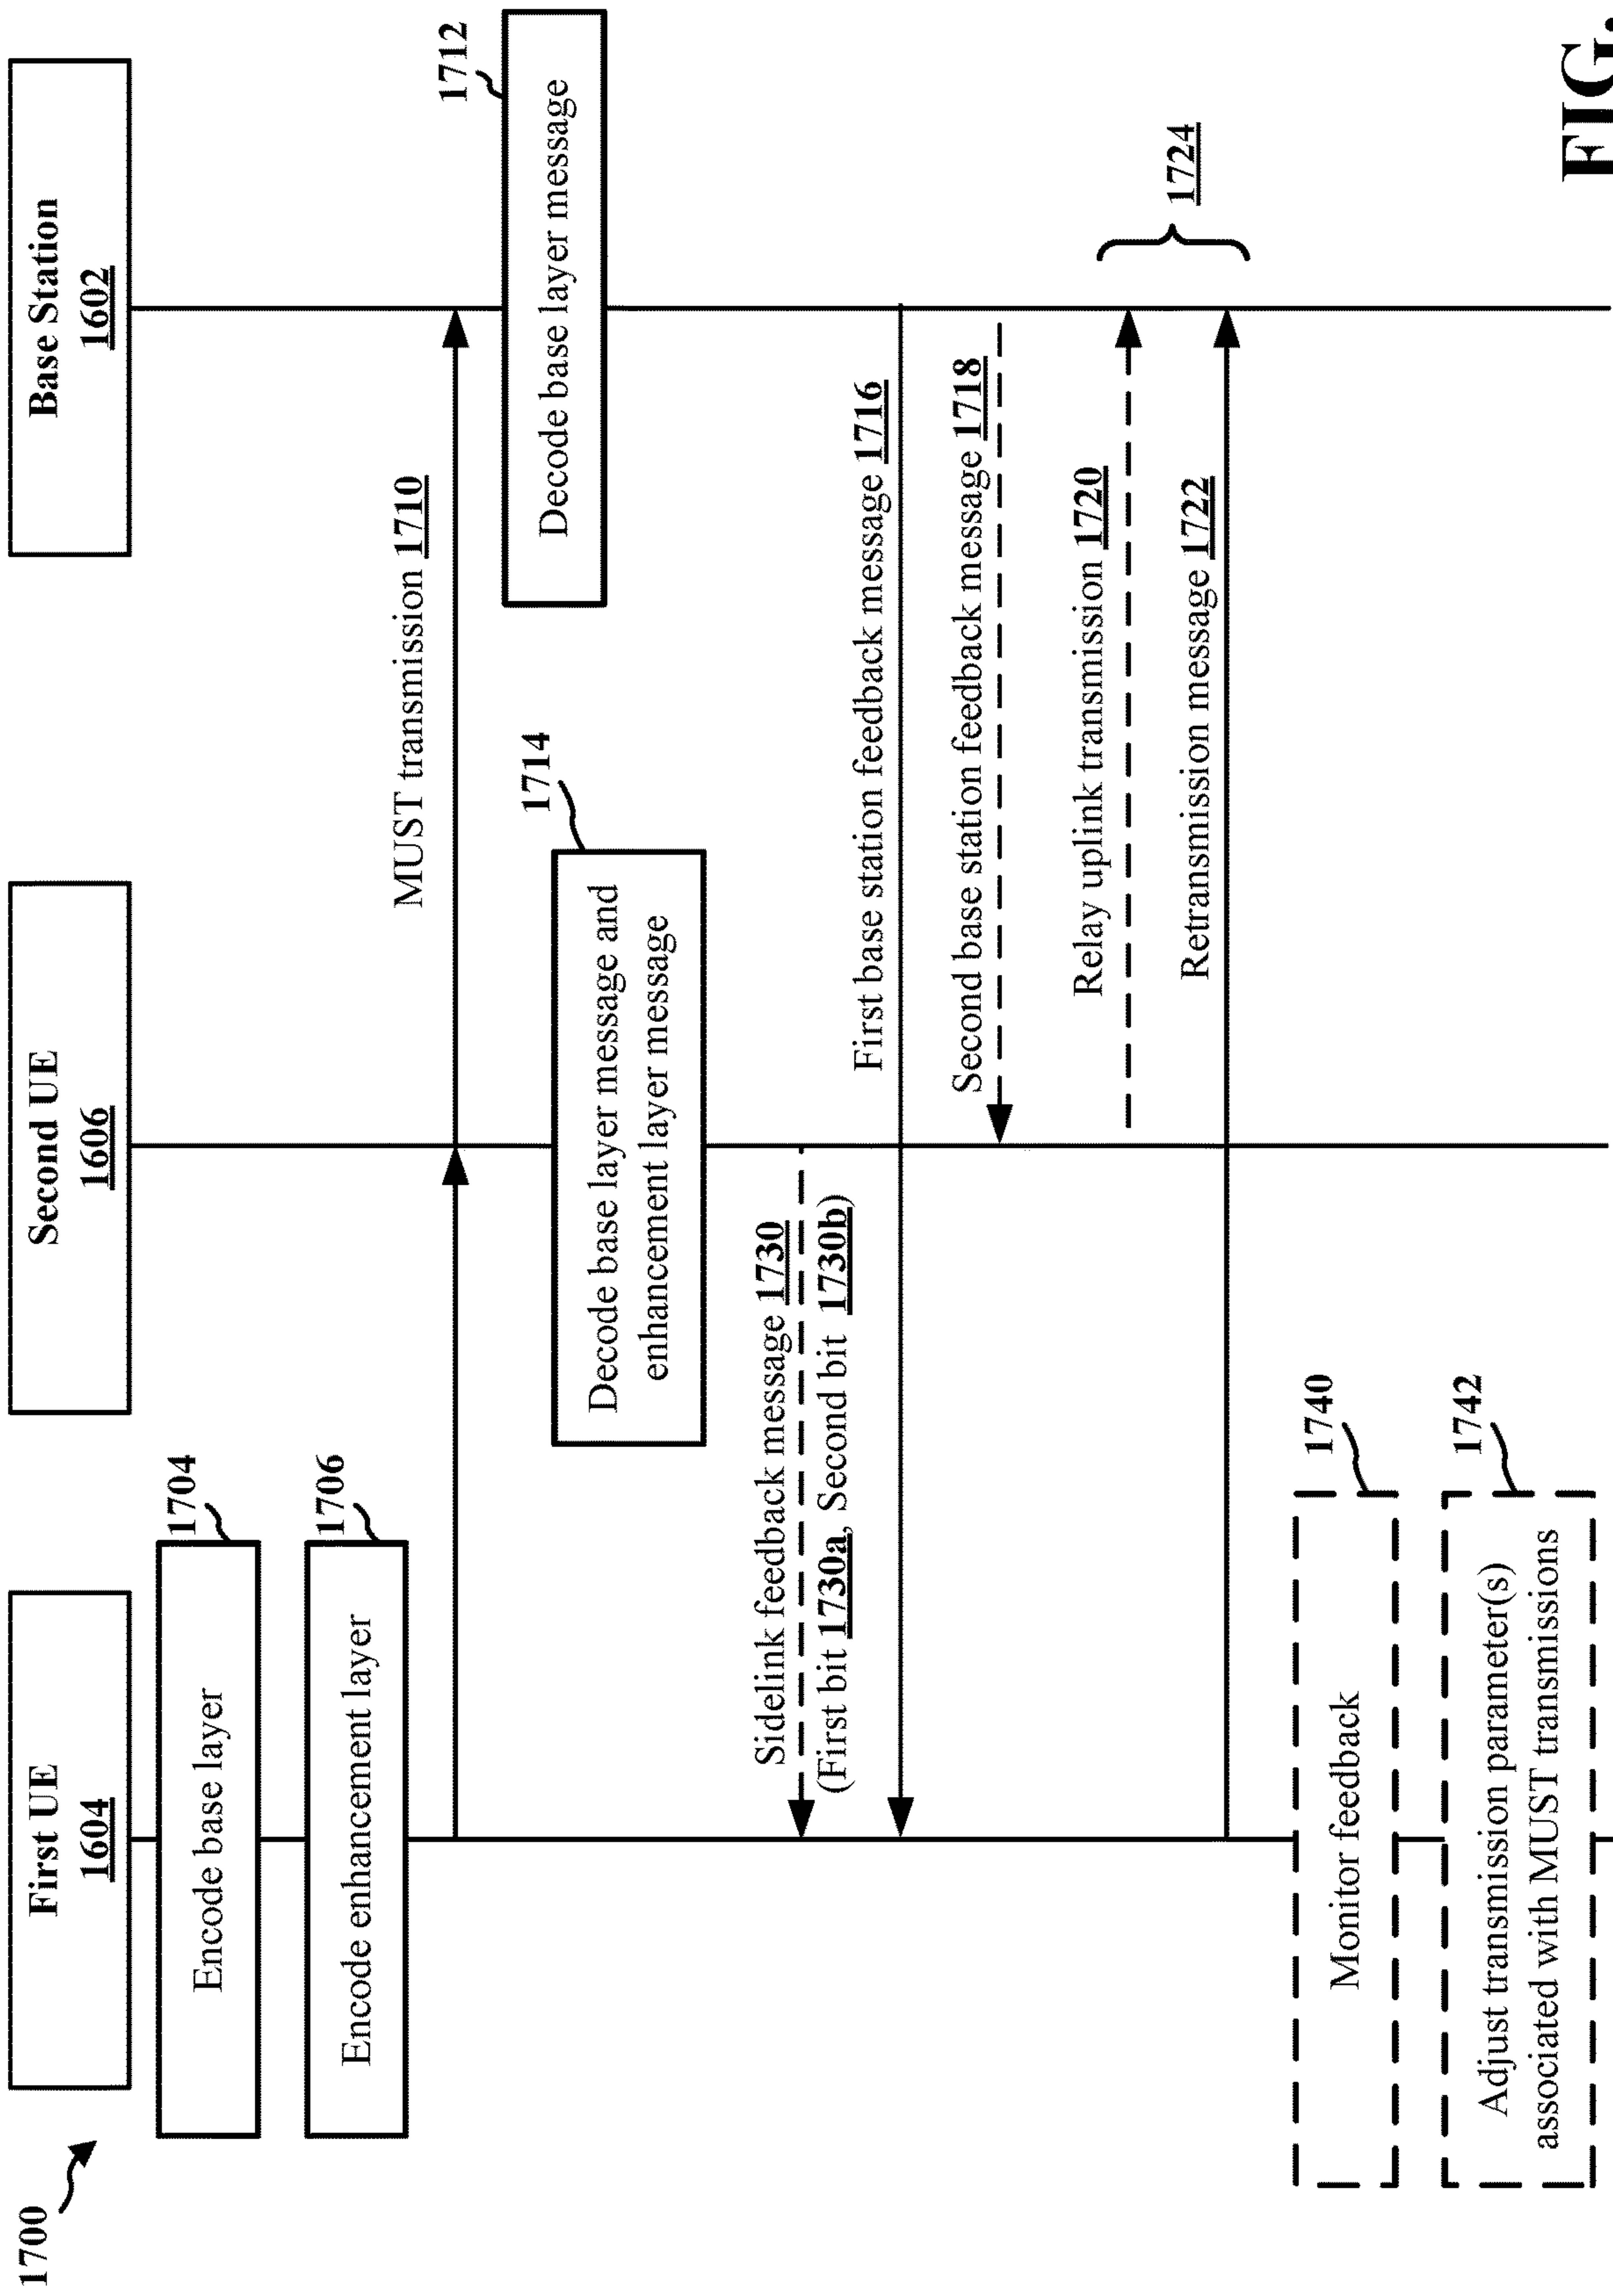 1700
First UE
1604
Second UE
1606
Base Station
1602
Encode base layer
1704
Encode enhancement layer
1706
MUST transmission 1710
Decode base layer message
1712
Decode base layer message and
enhancement layer message
1714
Sidelink feedback message 1730
(First bit 1730a, Second bit 1730b)
First base station feedback message 1716
Second base station feedback message 1718
Relay uplink transmission 1720
Retransmission message 1722
1724
Monitor feedback
1740
Adjust transmission parameter(s)
associated with MUST transmissions
1742
FIG.